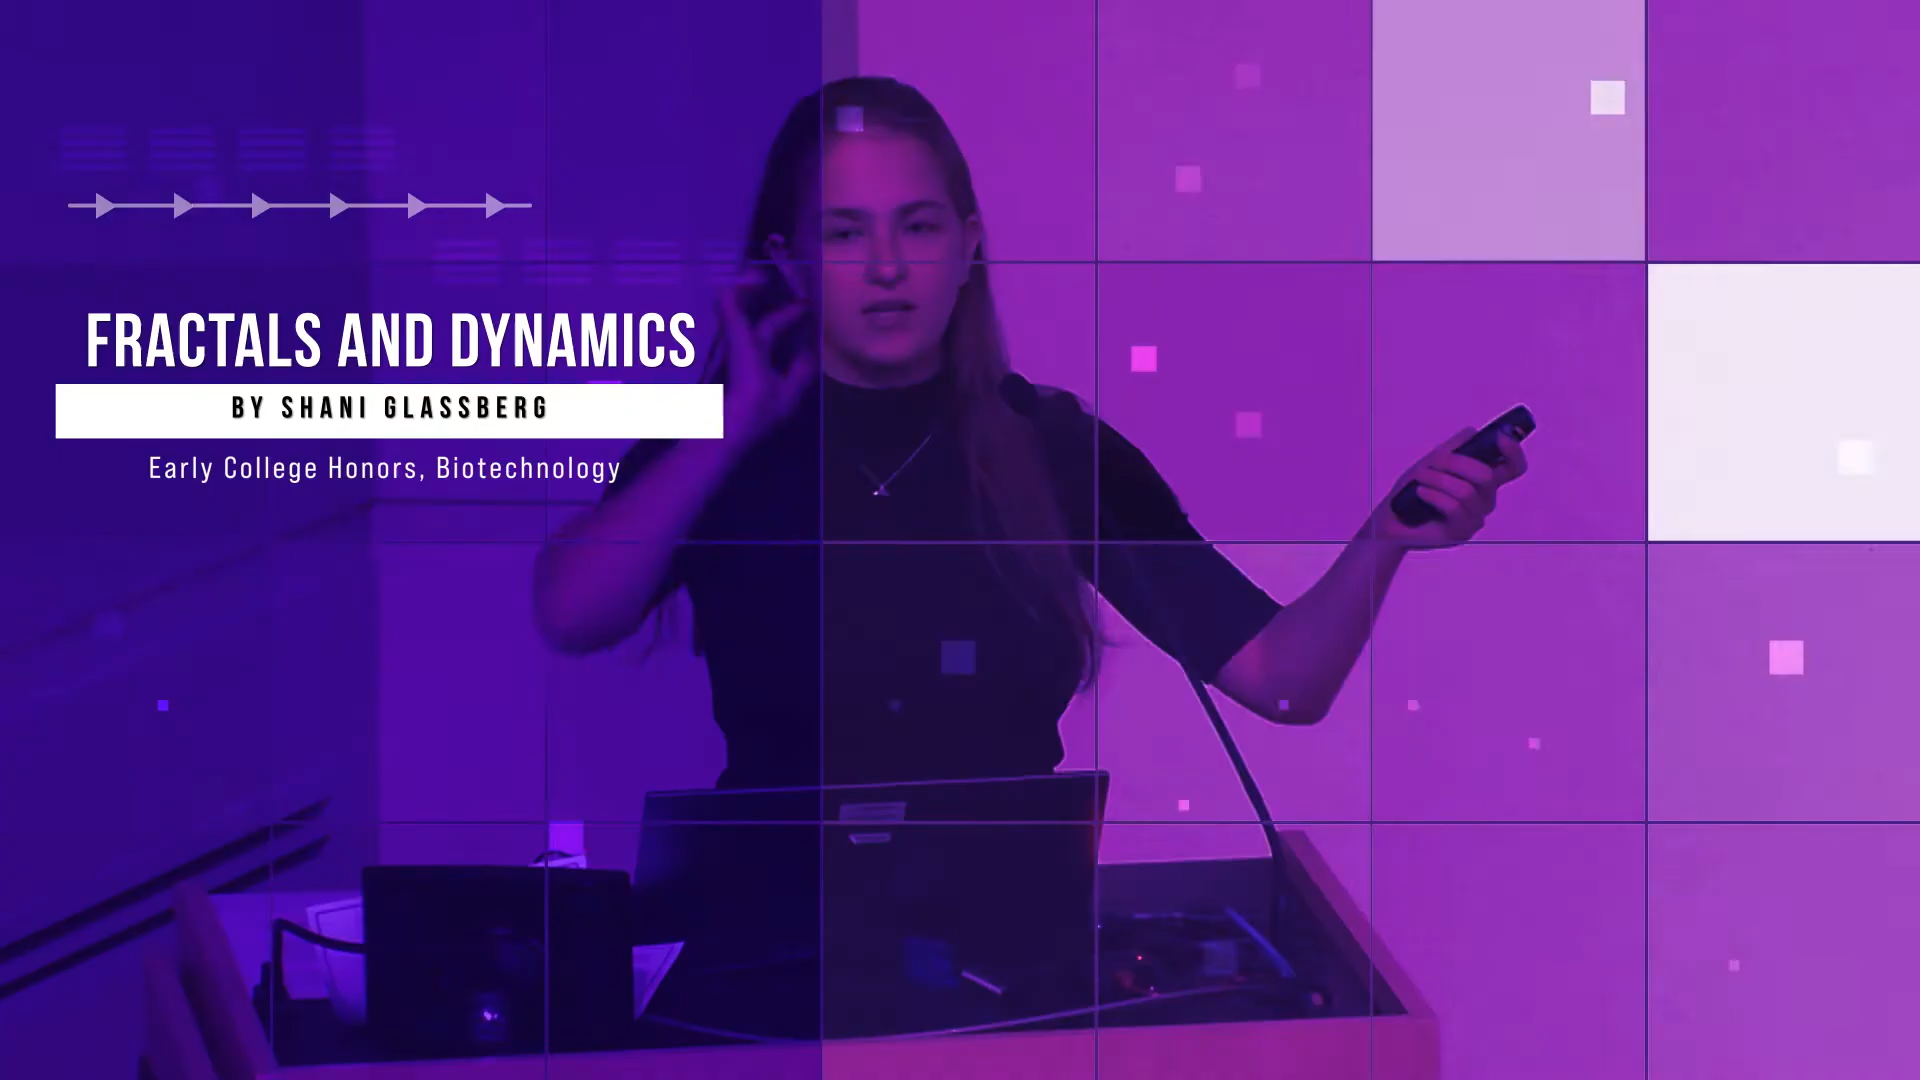 FRACTALS AND DYNAMICS
BY SHANI GLASSBERG
Early College Honors, Biotechnology